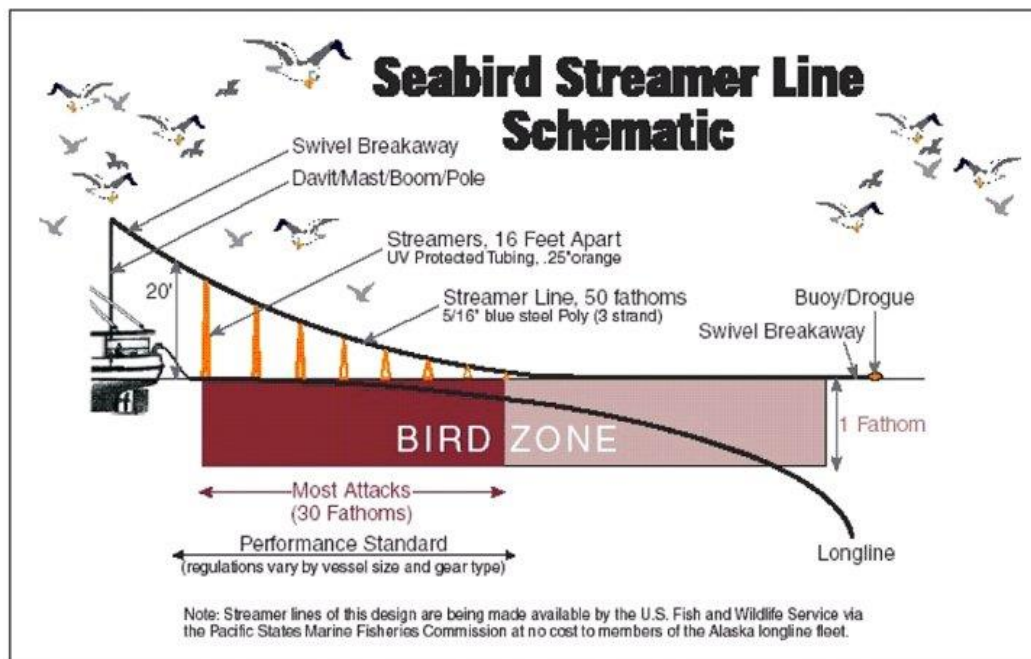 Seabird Streamer Line
Schematic
Swivel Breakaway
Davit/Mast/Boom/Pole
Streamers, 16 Feet Apart
UV Protected Tubing, .25"orange
20'
Streamer Line, 50 fathoms
5/16" blue steel Poly (3 strand)
Buoy/Drogue
Swivel Breakaway
BIRD ZONE
1 Fathom
Most Attacks
(30 Fathoms)
Performance Standard
(regulations vary by vessel size and gear type)
Longline
Note: Streamer lines of this design are being made available by the U.S. Fish and Wildlife Service via
the Pacific States Marine Fisheries Commission at no cost to members of the Alaska longline fleet.